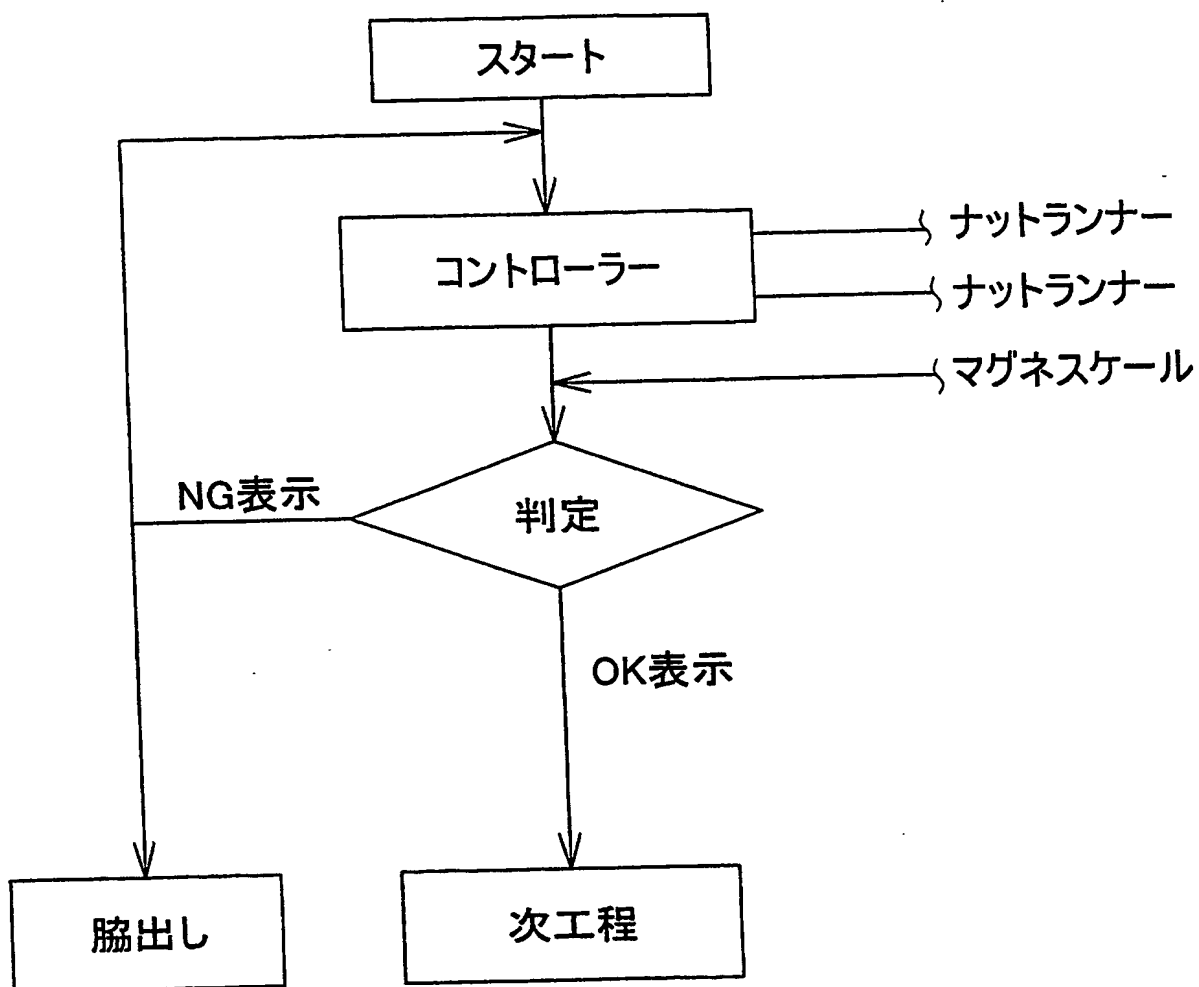 スタート
コントローラー
ナットランナー
ナットランナー
マグネスケール
NG表示
判定
OK表示
脇出し
次工程